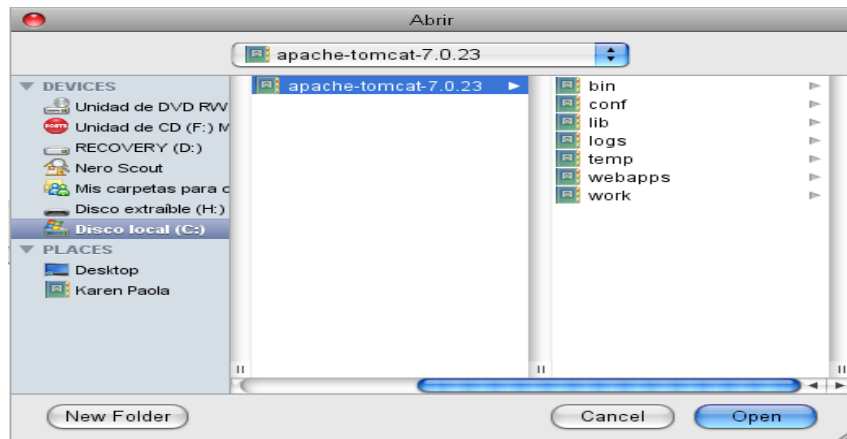 Abrir
apache-tomcat-7.0.23
DEVICES
Unidad de DVD RW
Unidad de CD (F:) M
RECOVERY (D:)
Nero Scout
Mis carpetas para c
Disco extraíble (H:)
Disco local (C:)
PLACES
Desktop
Karen Paola
apache-tomcat-7.0.23
bin
conf
lib
logs
temp
webapps
work
New Folder
Cancel
Open